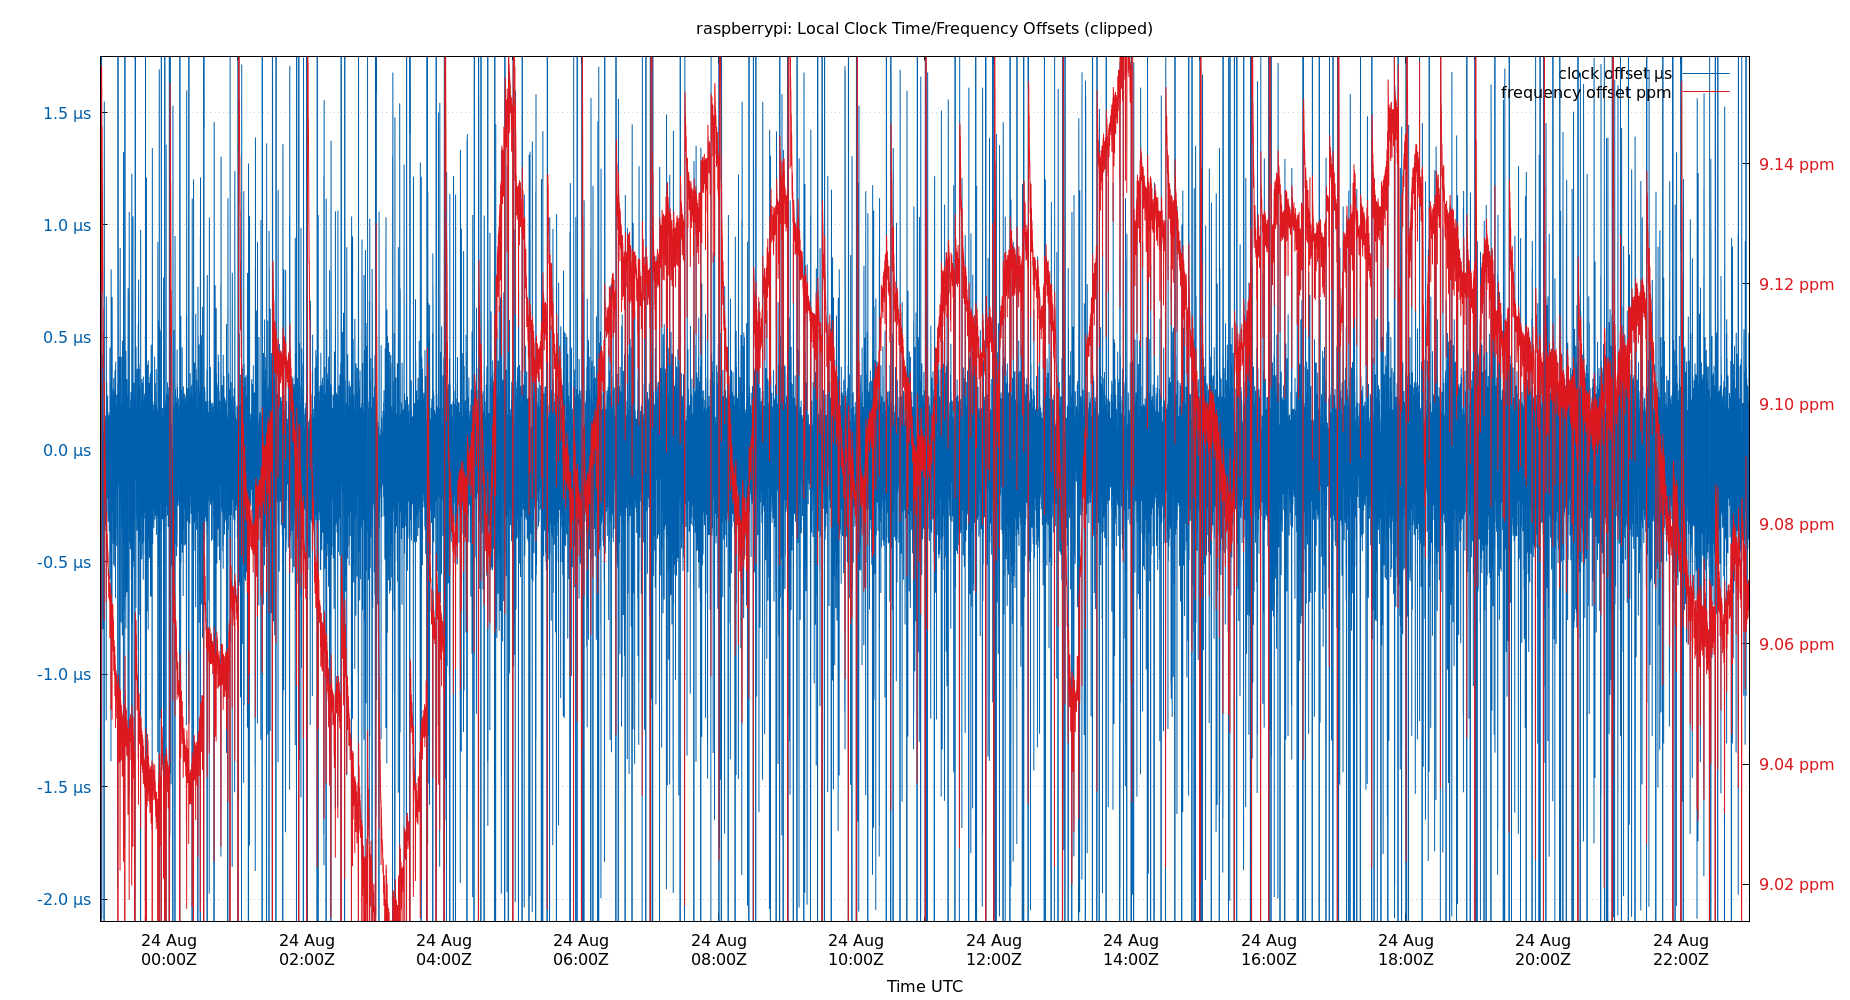 raspberrypi: Local Clock Time/Frequency Offsets (clipped)
clock offset µs
frequency offset ppm
1.5 µs
1.0 µs
0.5 µs
0.0 µs
-0.5 µs
-1.0 µs
-1.5 µs
-2.0 µs
9.14 ppm
9.12 ppm
9.10 ppm
9.08 ppm
9.06 ppm
9.04 ppm
9.02 ppm
24 Aug 24 Aug 24 Aug 24 Aug 24 Aug 24 Aug 24 Aug 24 Aug 24 Aug 24 Aug 24 Aug 24 Aug
00:00Z 02:00Z 04:00Z 06:00Z 08:00Z 10:00Z 12:00Z 14:00Z 16:00Z 18:00Z 20:00Z 22:00Z
Time UTC